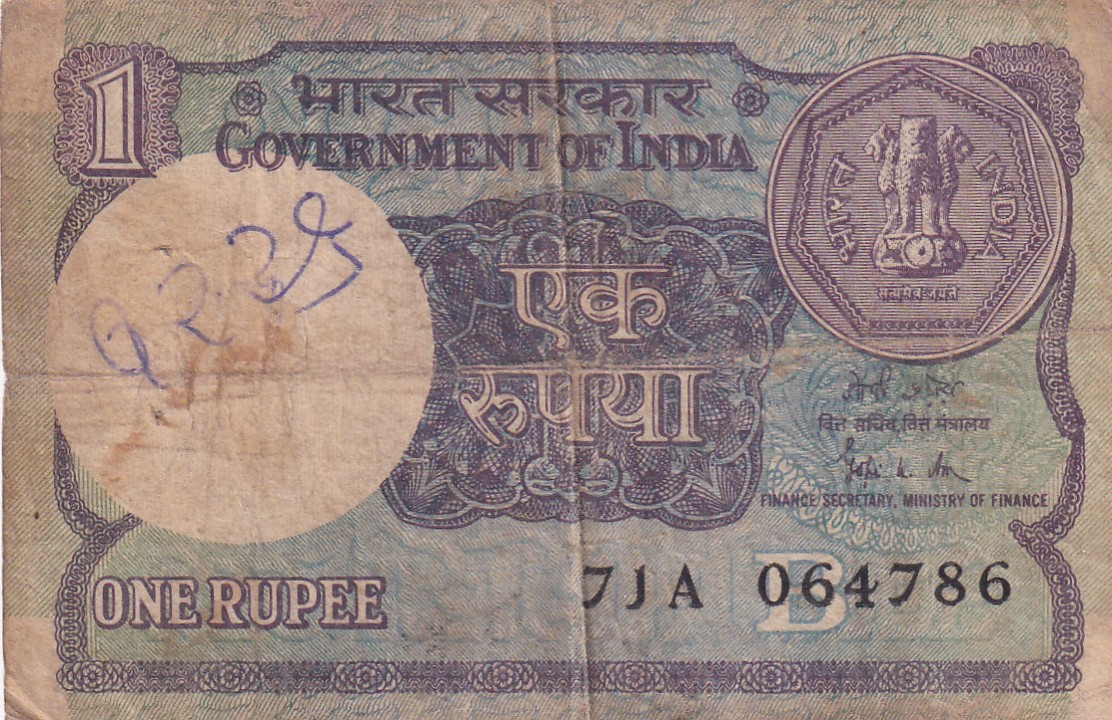 1
भारत सरकार
GOVERNMENT OF INDIA
भारत
INDIA
सत्यमेव जयते
एक
रुपया
वित्त सचिव, वित्त मंत्रालय
FINANCE SECRETARY, MINISTRY OF FINANCE
ONE RUPEE
7JA 064786
B